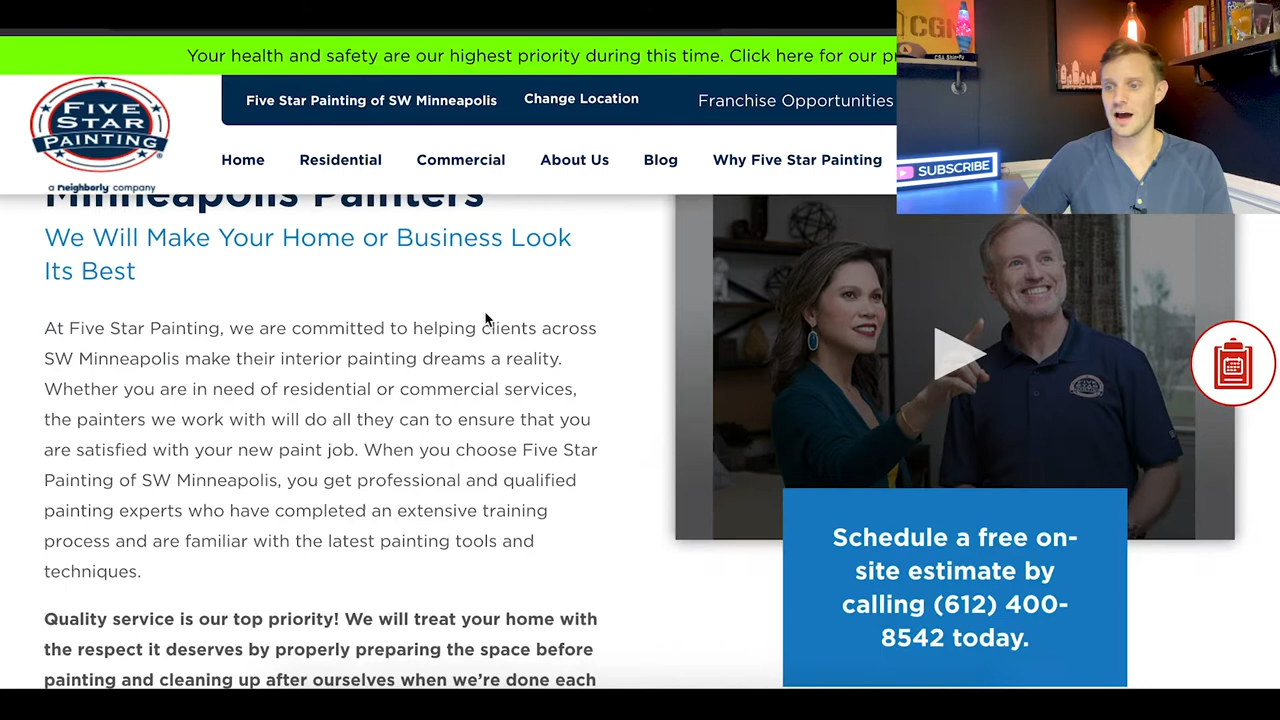 Your health and safety are our highest priority during this time. Click here for our
FIVE
STAR
PAINTING
a neighborly company
Five Star Painting of SW Minneapolis
Change Location
Franchise Opportunities
Home
Residential
Commercial
About Us
Blog
Why Five Star Painting
SUBSCRIBE
Minneapolis Painters
We Will Make Your Home or Business Look
Its Best
At Five Star Painting, we are committed to helping clients across
SW Minneapolis make their interior painting dreams a reality.
Whether you are in need of residential or commercial services,
the painters we work with will do all they can to ensure that you
are satisfied with your new paint job. When you choose Five Star
Painting of SW Minneapolis, you get professional and qualified
painting experts who have completed an extensive training
process and are familiar with the latest painting tools and
techniques.
Quality service is our top priority! We will treat your home with
the respect it deserves by properly preparing the space before
painting and cleaning up after ourselves when we're done each
FIVE
STAR
PAINTING
Schedule a free on-
site estimate by
calling (612) 400-
8542 today.